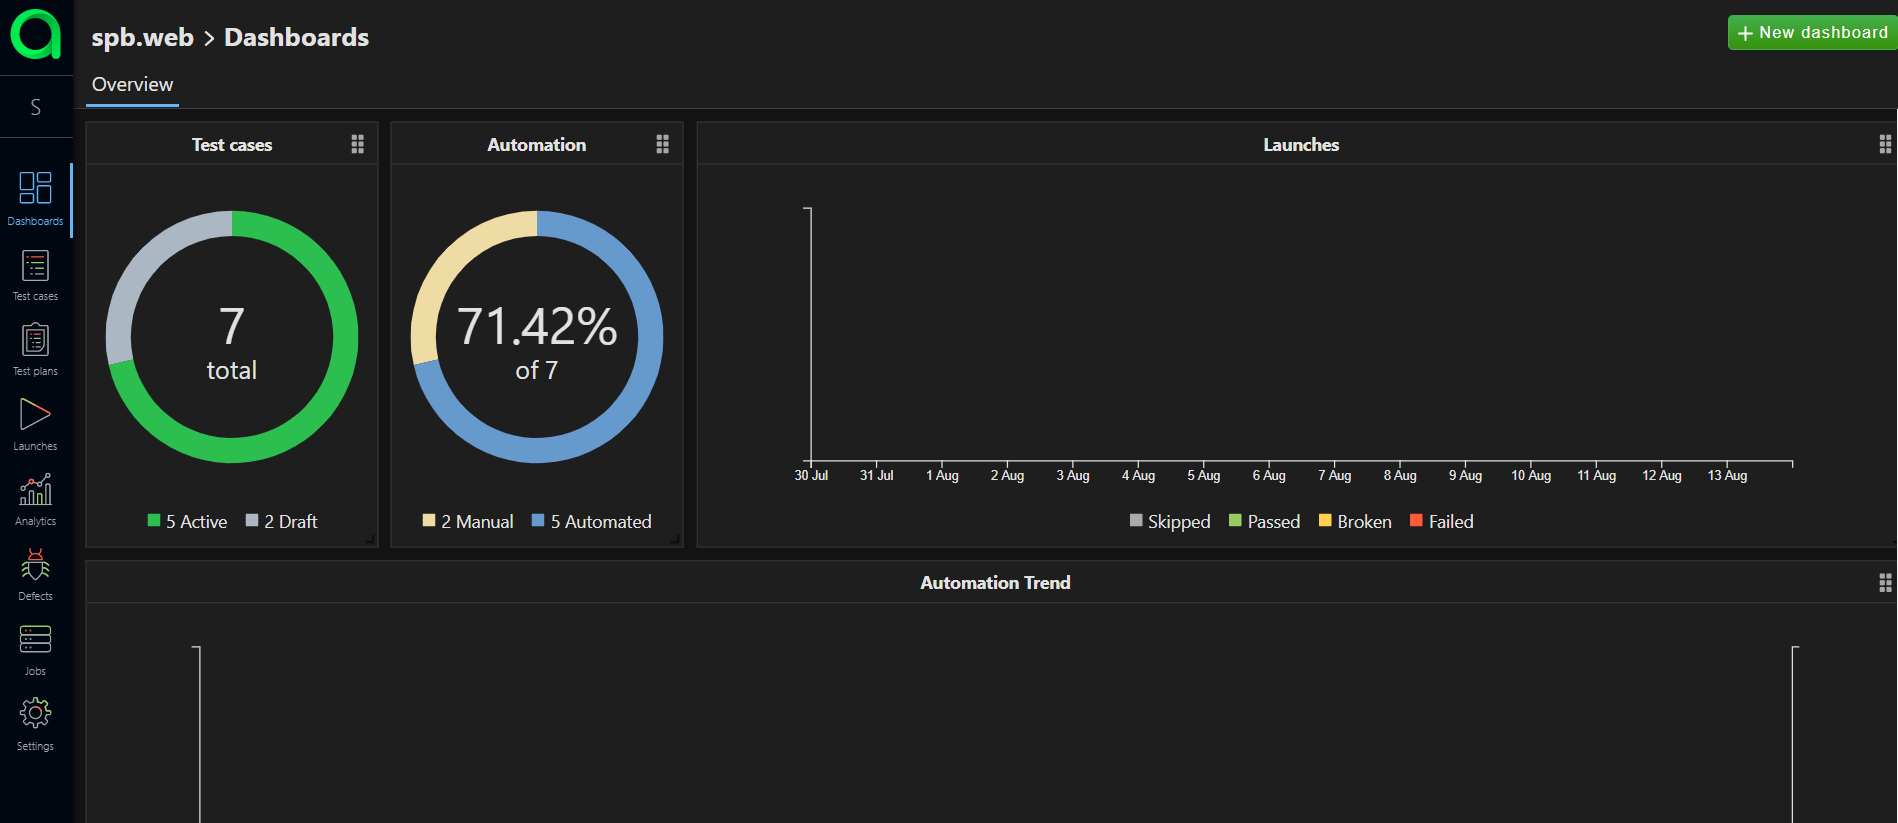 spb.web > Dashboards
New dashboard
Overview
S
Dashboards
Test cases
Test plans
Launches
Analytics
Defects
Jobs
Settings
Test cases
7
total
5 Active 2 Draft
Automation
71.42%
of 7
2 Manual 5 Automated
Launches
30 Jul 31 Jul 1 Aug 2 Aug 3 Aug 4 Aug 5 Aug 6 Aug 7 Aug 8 Aug 9 Aug 10 Aug 11 Aug 12 Aug 13 Aug
Skipped Passed Broken Failed
Automation Trend